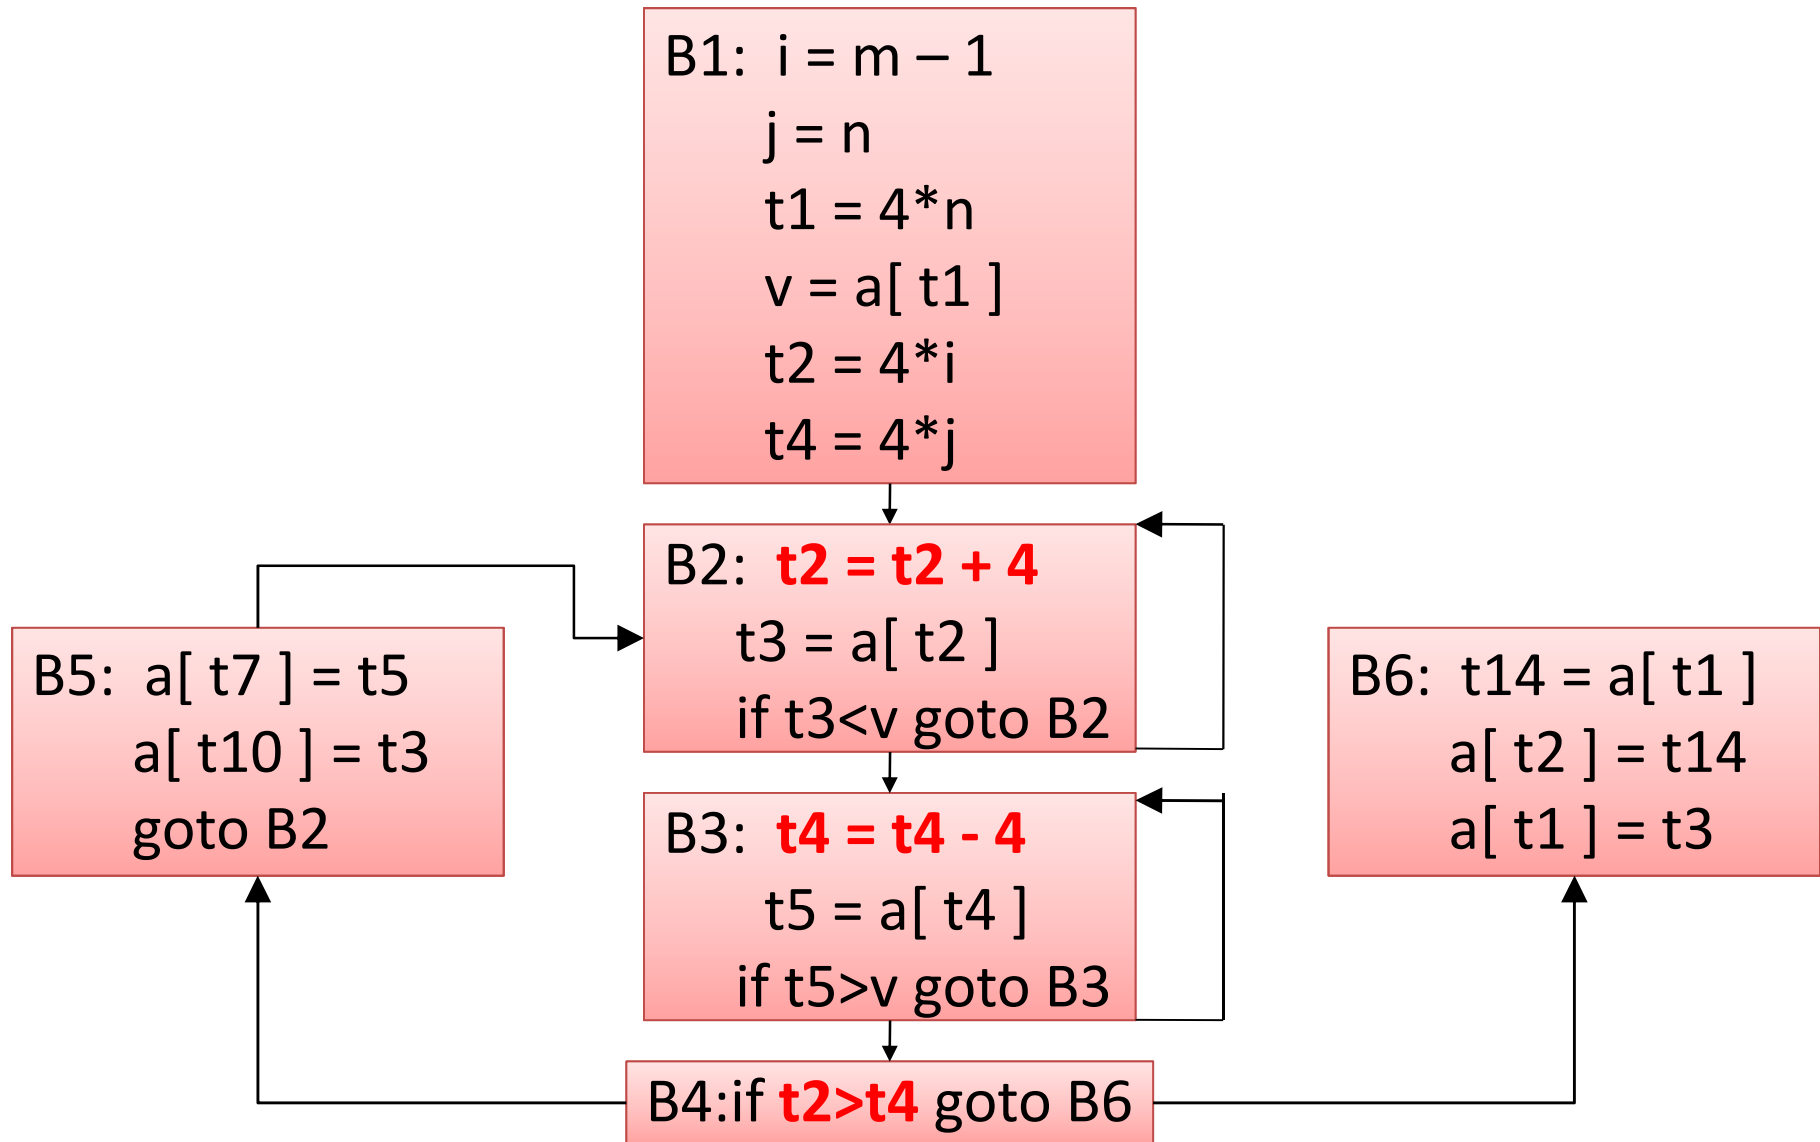 B1: i = m – 1
j = n
t1 = 4*n
v = a[ t1 ]
t2 = 4*i
t4 = 4*j
B2: t2 = t2 + 4
t3 = a[ t2 ]
if t3<v goto B2
B5: a[ t7 ] = t5
a[ t10 ] = t3
goto B2
B6: t14 = a[ t1 ]
a[ t2 ] = t14
a[ t1 ] = t3
B3: t4 = t4 - 4
t5 = a[ t4 ]
if t5>v goto B3
B4:if t2>t4 goto B6